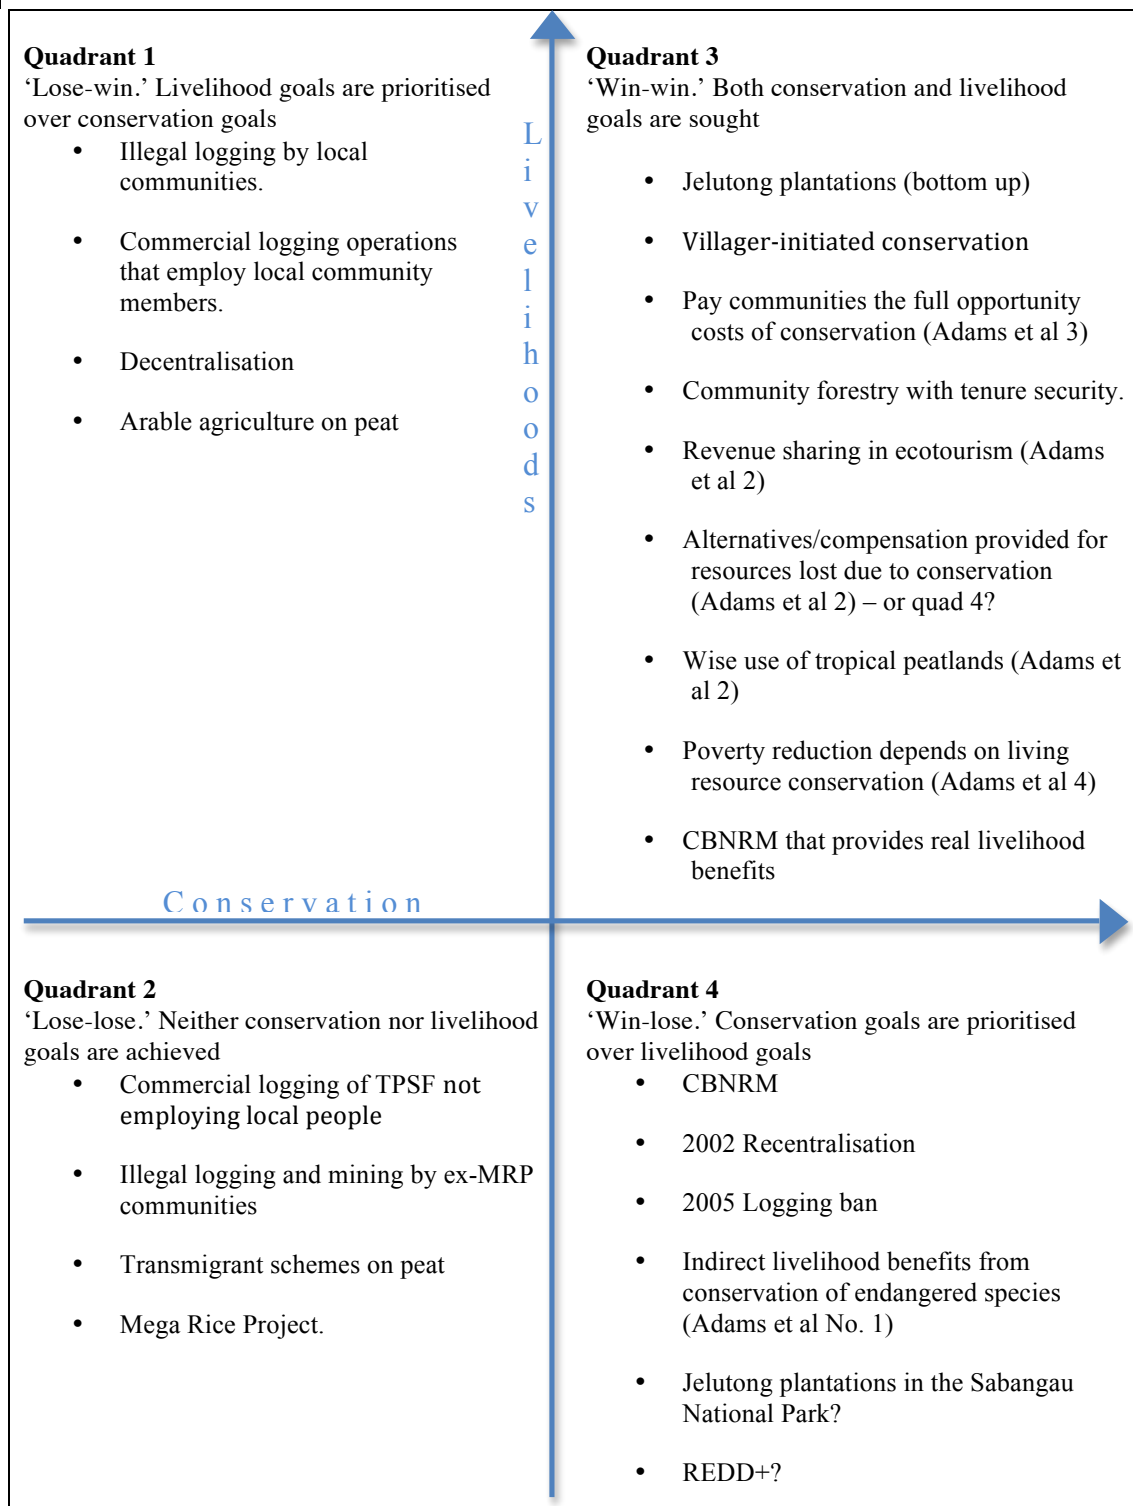 Quadrant 1
‘Lose-win.’ Livelihood goals are prioritised
over conservation goals
• Illegal logging by local
communities.
• Commercial logging operations
that employ local community
members.
• Decentralisation
• Arable agriculture on peat
L
i
v
e
l
i
h
o
o
d
s
Quadrant 3
‘Win-win.’ Both conservation and livelihood
goals are sought
• Jelutong plantations (bottom up)
• Villager-initiated conservation
• Pay communities the full opportunity
costs of conservation (Adams et al 3)
• Community forestry with tenure security.
• Revenue sharing in ecotourism (Adams
et al 2)
• Alternatives/compensation provided for
resources lost due to conservation
(Adams et al 2) – or quad 4?
• Wise use of tropical peatlands (Adams et
al 2)
• Poverty reduction depends on living
resource conservation (Adams et al 4)
• CBNRM that provides real livelihood
benefits
Conservation
Quadrant 2
‘Lose-lose.’ Neither conservation nor livelihood
goals are achieved
• Commercial logging of TPSF not
employing local people
• Illegal logging and mining by ex-MRP
communities
• Transmigrant schemes on peat
• Mega Rice Project.
Quadrant 4
‘Win-lose.’ Conservation goals are prioritised
over livelihood goals
• CBNRM
• 2002 Recentralisation
• 2005 Logging ban
• Indirect livelihood benefits from
conservation of endangered species
(Adams et al No. 1)
• Jelutong plantations in the Sabangau
National Park?
• REDD+?